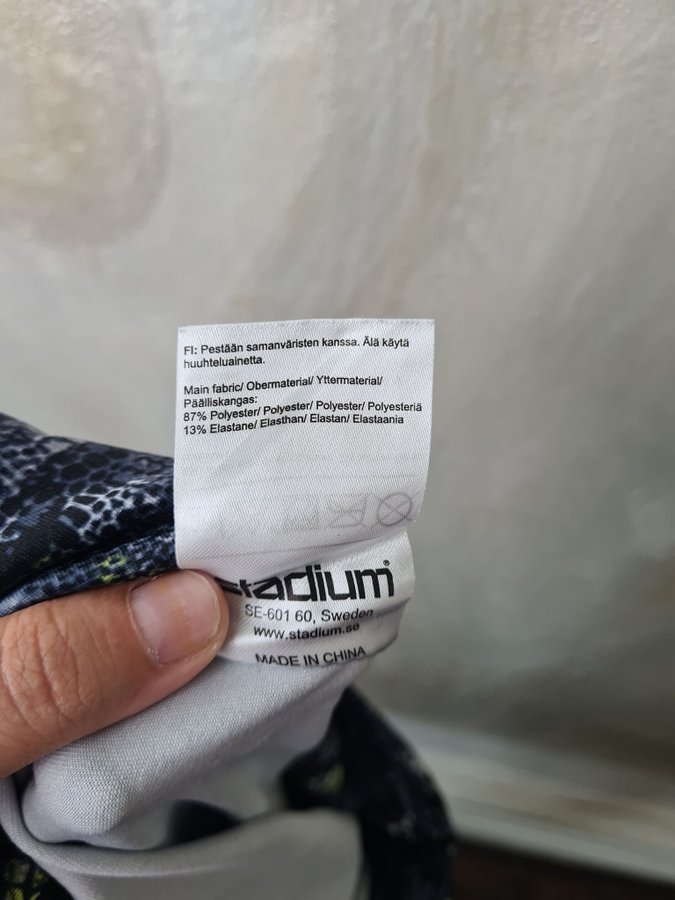 FI: Pestään samanväristen kanssa. Älä käytä
huuhteluainetta.
Main fabric/ Obermaterial/ Yttermaterial/
Päälliskangas:
87% Polyester/ Polyester/ Polyester/ Polyesteriä
13% Elastane/ Elasthan/ Elastan/ Elastaania
stadium
SE-601 60, Sweden
www.stadium.se
MADE IN CHINA